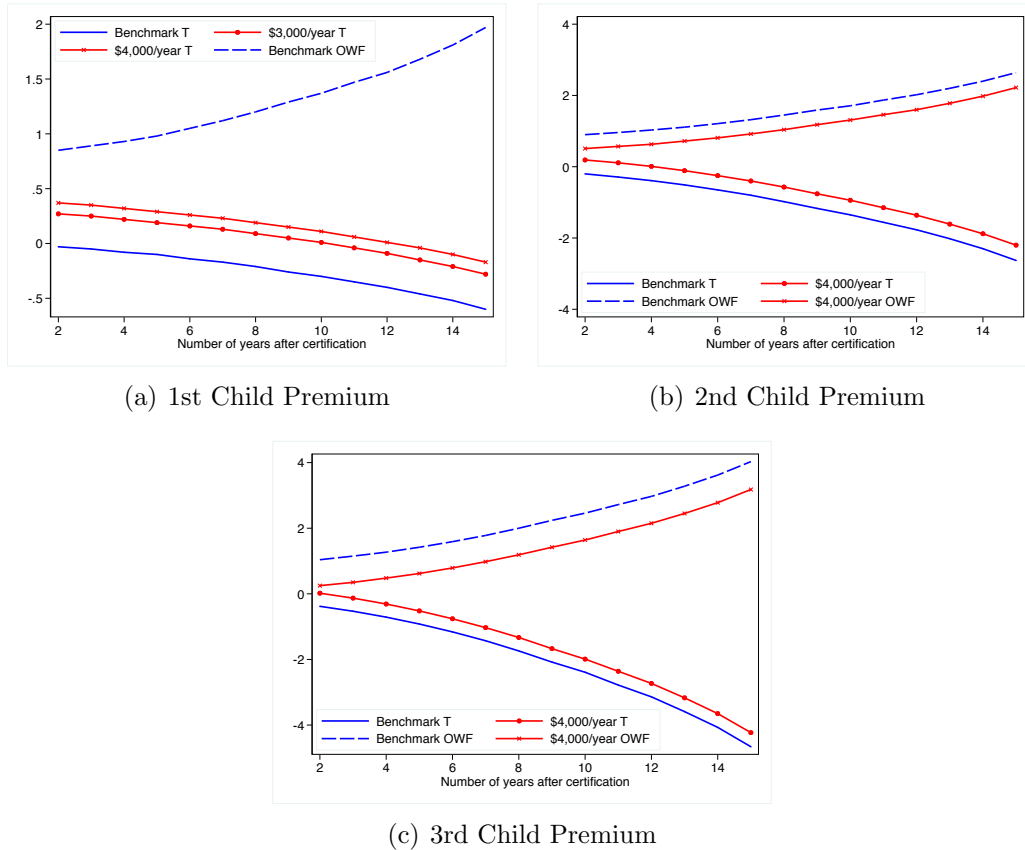 2
1.5
1
.5
0
-.5
Benchmark T
$3,000/year T
$4,000/year T
Benchmark OWF
2 4 6 8 10 12 14
Number of years after certification
(a) 1st Child Premium
4
2
0
-2
-4
Benchmark T
$4,000/year T
Benchmark OWF
$4,000/year OWF
2 4 6 8 10 12 14
Number of years after certification
(b) 2nd Child Premium
4
2
0
-2
-4
Benchmark T
$4,000/year T
Benchmark OWF
$4,000/year OWF
2 4 6 8 10 12 14
Number of years after certification
(c) 3rd Child Premium